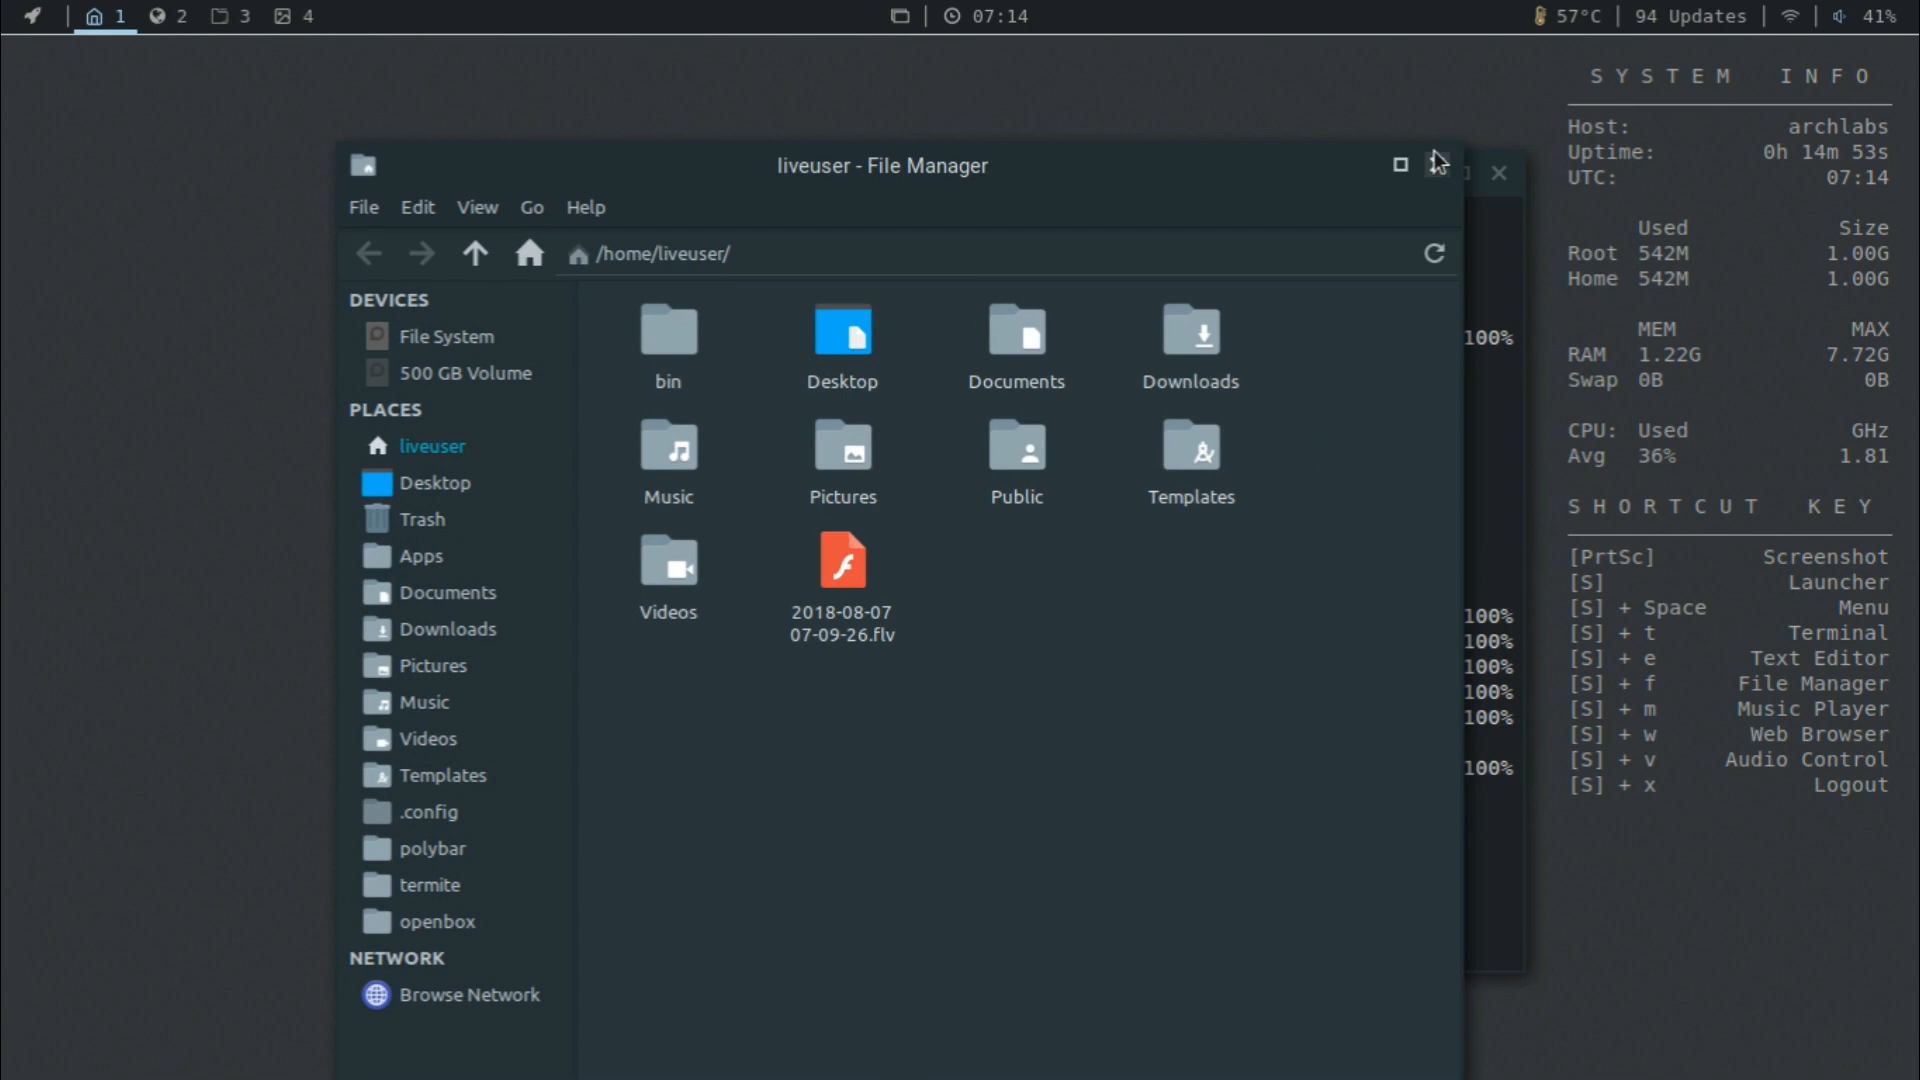 1 2 3 4 07:14 57°C 94 Updates 41%
liveuser - File Manager
File Edit View Go Help
/home/liveuser/
DEVICES
File System
500 GB Volume
PLACES
liveuser
Desktop
Trash
Apps
Documents
Downloads
Pictures
Music
Videos
Templates
.config
polybar
termite
openbox
NETWORK
Browse Network
bin Desktop Documents Downloads
Music Pictures Public Templates
Videos 2018-08-07
07-09-26.flv
100%
100%
100%
100%
100%
100%
100%
SYSTEM INFO
Host: archlabs
Uptime: 0h 14m 53s
UTC: 07:14
Used Size
Root 542M 1.00G
Home 542M 1.00G
MEM MAX
RAM 1.22G 7.72G
Swap 0B 0B
CPU: Used GHz
Avg 36% 1.81
SHORTCUT KEY
[PrtSc] Screenshot
[S] Launcher
[S] + Space Menu
[S] + t Terminal
[S] + e Text Editor
[S] + f File Manager
[S] + m Music Player
[S] + w Web Browser
[S] + v Audio Control
[S] + x Logout